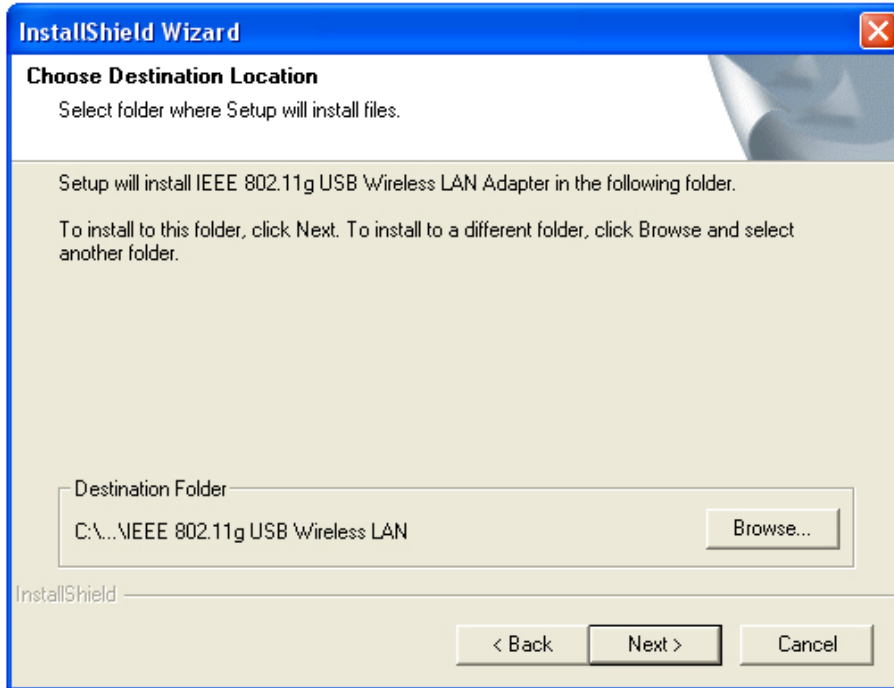 InstallShield Wizard
Choose Destination Location
Select folder where Setup will install files.
Setup will install IEEE 802.11g USB Wireless LAN Adapter in the following folder.
To install to this folder, click Next. To install to a different folder, click Browse and select
another folder.
Destination Folder
C:\...\IEEE 802.11g USB Wireless LAN
Browse...
InstallShield
< Back
Next >
Cancel